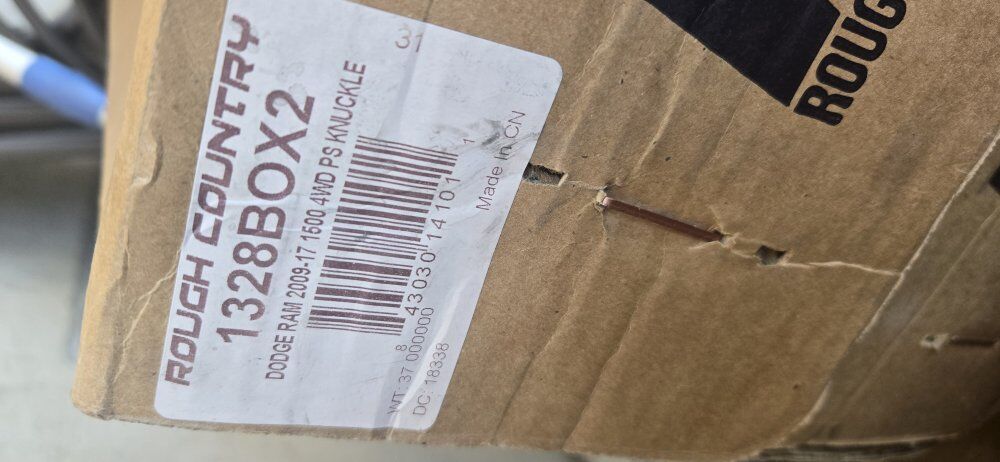 ROUGH COUNTRY
1328BOX2
DODGE RAM 2009-17 1500 4WD PS KNUCKLE
8 43030 14101 1
WT: 37.000000
DC: 18338
Made In CN
ROUG